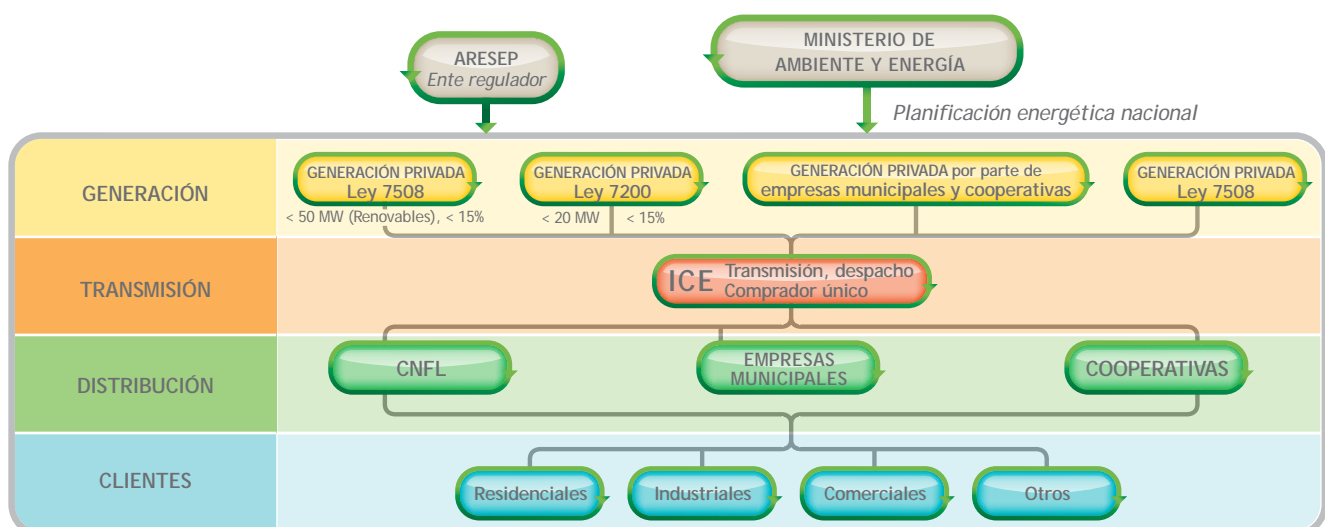 ARESEP
Ente regulador
MINISTERIO DE
AMBIENTE Y ENERGÍA
Planificación energética nacional
GENERACIÓN
GENERACIÓN PRIVADA
Ley 7508
< 50 MW (Renovables), < 15%
GENERACIÓN PRIVADA
Ley 7200
< 20 MW < 15%
GENERACIÓN PRIVADA por parte de
empresas municipales y cooperativas
GENERACIÓN PRIVADA
Ley 7508
TRANSMISIÓN
ICE Transmisión, despacho
Comprador único
DISTRIBUCIÓN
CNFL
EMPRESAS
MUNICIPALES
COOPERATIVAS
CLIENTES
Residenciales
Industriales
Comerciales
Otros